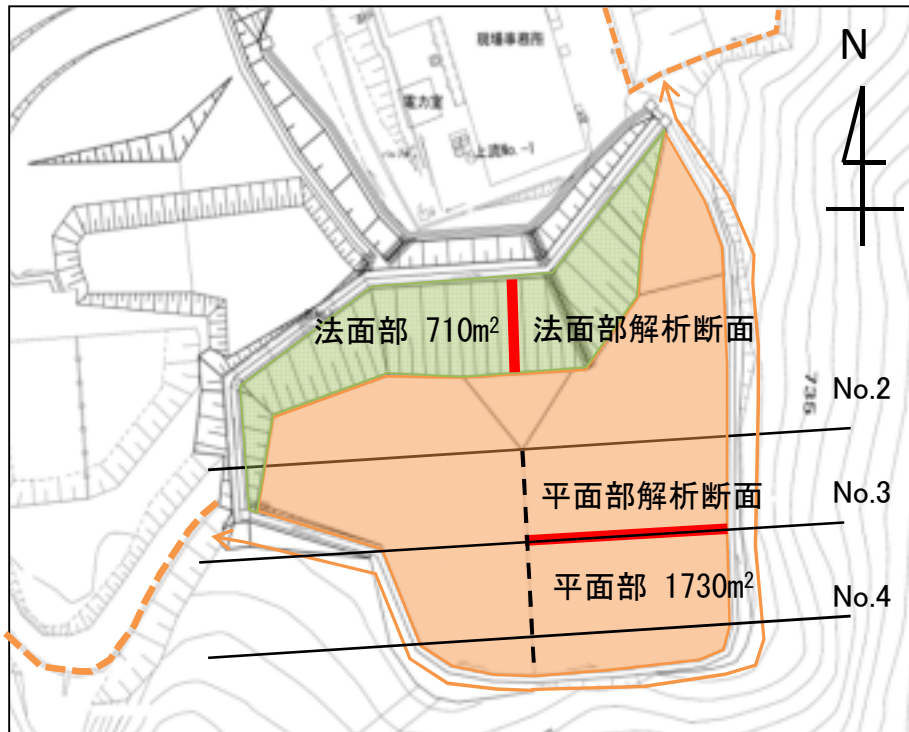 現場事務所
N
電力室
上流No.-1
法面部 710m²
法面部解析断面
735
No.2
平面部解析断面
No.3
平面部 1730m²
No.4